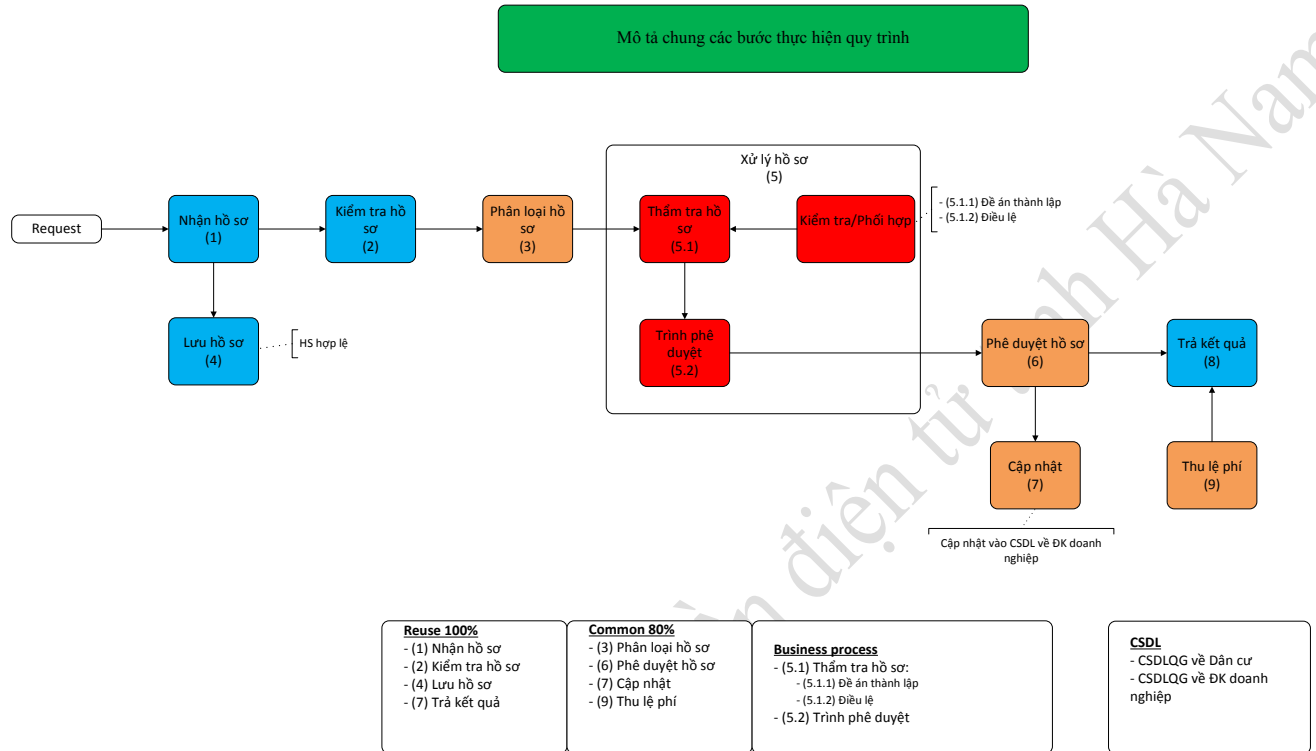 Mô tả chung các bước thực hiện quy trình
Xử lý hồ sơ
(5)
Request
Nhận hồ sơ
(1)
Kiểm tra hồ
sơ
(2)
Phân loại hồ
sơ
(3)
Thẩm tra hồ
sơ
(5.1)
Kiểm tra/Phối hợp
- (5.1.1) Đề án thành lập
- (5.1.2) Điều lệ
Lưu hồ sơ
(4)
HS hợp lệ
Trình phê
duyệt
(5.2)
Phê duyệt hồ sơ
(6)
Trả kết quả
(8)
Cập nhật
(7)
Thu lệ phí
(9)
Cập nhật vào CSDL về ĐK doanh
nghiệp
Reuse 100%
- (1) Nhận hồ sơ
- (2) Kiểm tra hồ sơ
- (4) Lưu hồ sơ
- (7) Trả kết quả
Common 80%
- (3) Phân loại hồ sơ
- (6) Phê duyệt hồ sơ
- (7) Cập nhật
- (9) Thu lệ phí
Business process
- (5.1) Thẩm tra hồ sơ:
- (5.1.1) Đề án thành lập
- (5.1.2) Điều lệ
- (5.2) Trình phê duyệt
CSDL
- CSDLQG về Dân cư
- CSDLQG về ĐK doanh
nghiệp
điện tử tỉnh Hà Nam